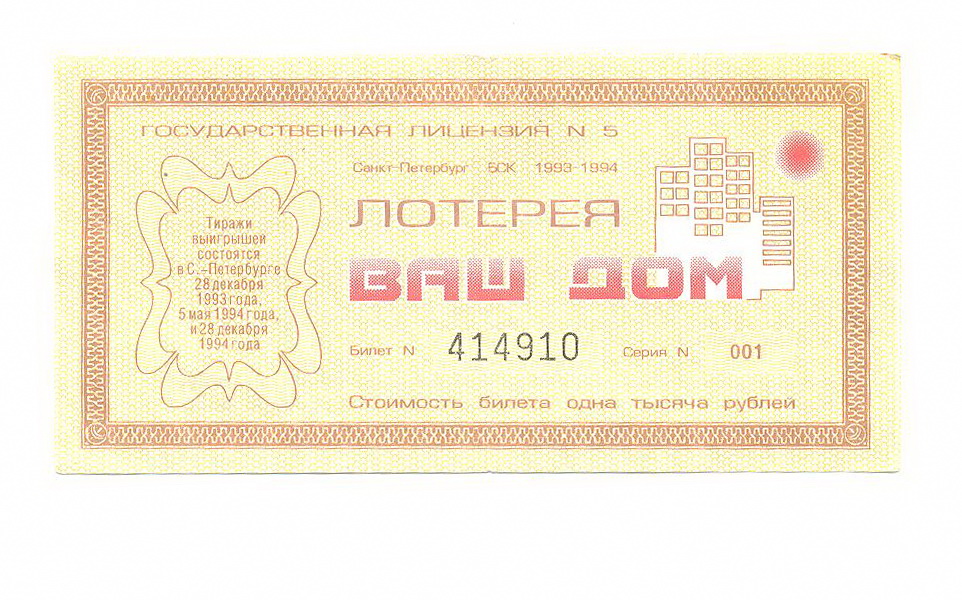 ГОСУДАРСТВЕННАЯ ЛИЦЕНЗИЯ N 5
Санкт-Петербург БСК 1993-1994
ЛОТЕРЕЯ
ВАШ ДОМ
Билет N 414910 Серия N 001
Стоимость билета одна тысяча рублей
Тиражи
выигрышей
состоятся
в С.-Петербурге
28 декабря
1993 года,
5 мая 1994 года,
и 28 декабря
1994 года